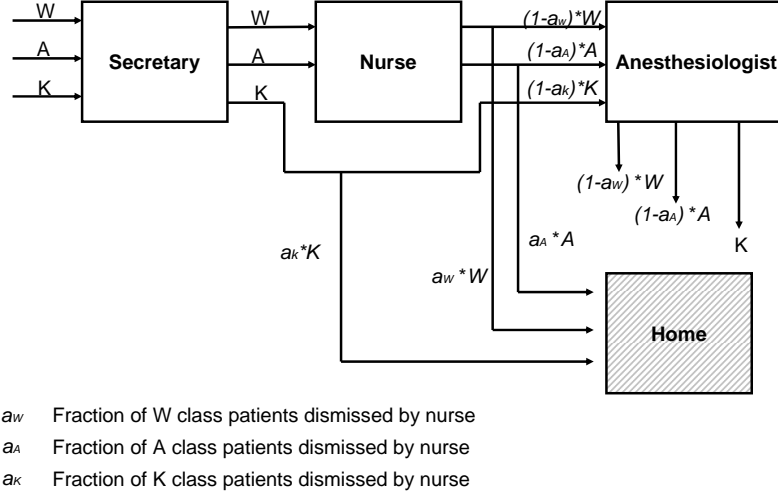 W
A
K
Secretary
W
A
K
Nurse
(1-aw)*W
(1-aA)*A
(1-ak)*K
Anesthesiologist
(1-aW) *W
(1-aA) *A
K
ak*K
aW *W
aA *A
Home
aW Fraction of W class patients dismissed by nurse
aA Fraction of A class patients dismissed by nurse
aK Fraction of K class patients dismissed by nurse